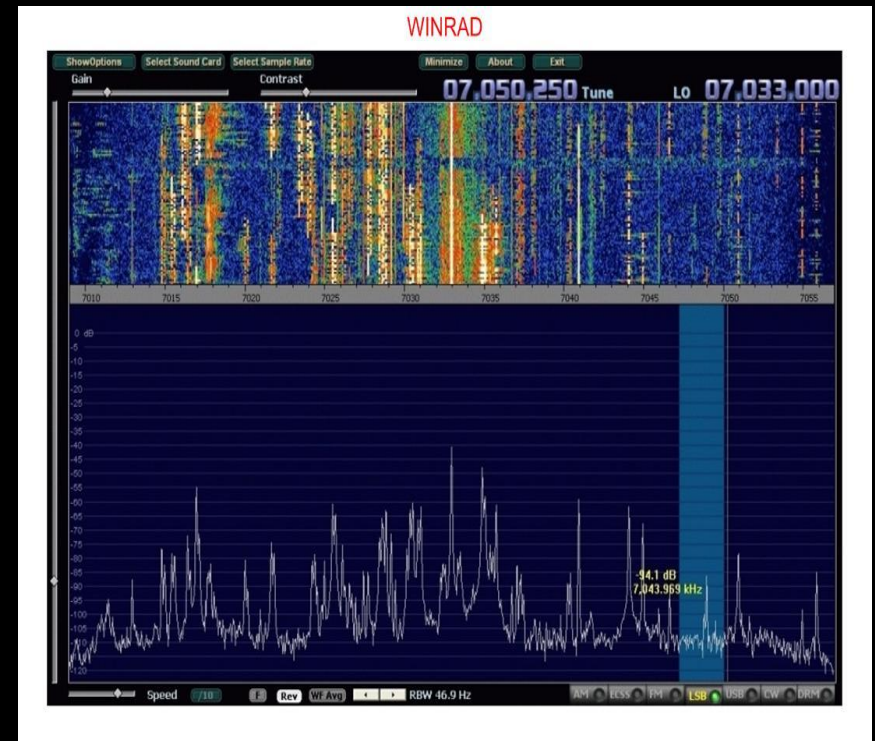 WINRAD
ShowOptions Select Sound Card Select Sample Rate Minimize About Exit
Gain Contrast 07,050,250 Tune LO 07,033,000
7010 7015 7020 7025 7030 7035 7040 7045 7050 7055
0 dB
-5
-10
-15
-20
-25
-30
-35
-40
-45
-50
-55
-60
-65
-70
-75
-80
-85
-90
-95
-100
-105
-110
-120
-94.1 dB
7,043.969 kHz
Speed /10 Rev WF Avg RBW 46.9 Hz AM ECSS FM LSB USB CW DRM